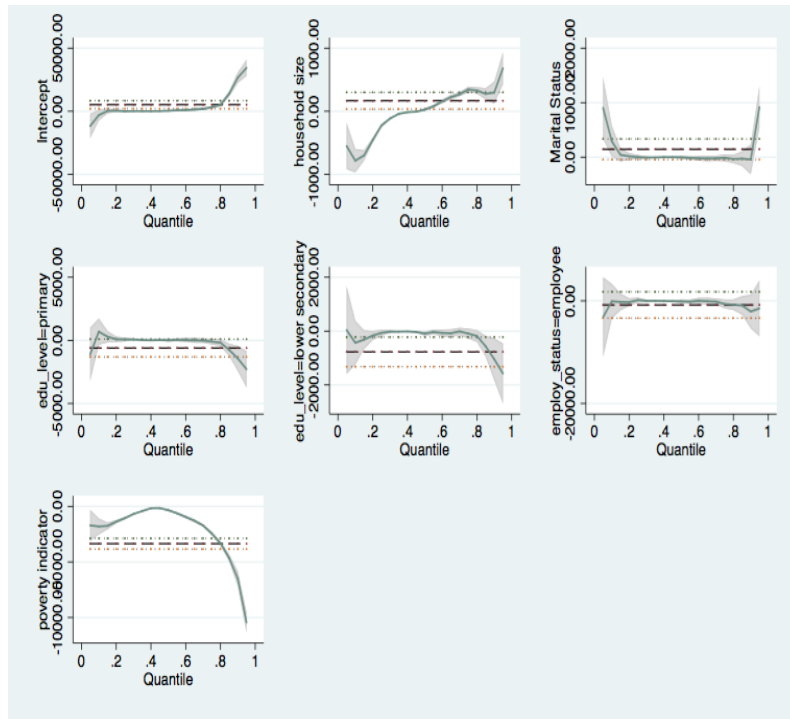 Intercept
50000.00
0.00
-50000.00
0 .2 .4 .6 .8 1
Quantile
household size
1000.00
0.00
-1000.00
0 .2 .4 .6 .8 1
Quantile
Marital Status
2000.00
1000.00
0.00
0 .2 .4 .6 .8 1
Quantile
edu_level=primary
5000.00
0.00
-5000.00
0 .2 .4 .6 .8 1
Quantile
edu_level=lower secondary
2000.00
0.00
-2000.00
0 .2 .4 .6 .8 1
Quantile
employ_status=employee
0.00
-20000.00
0 .2 .4 .6 .8 1
Quantile
poverty indicator
0.00
0 .2 .4 .6 .8 1
Quantile